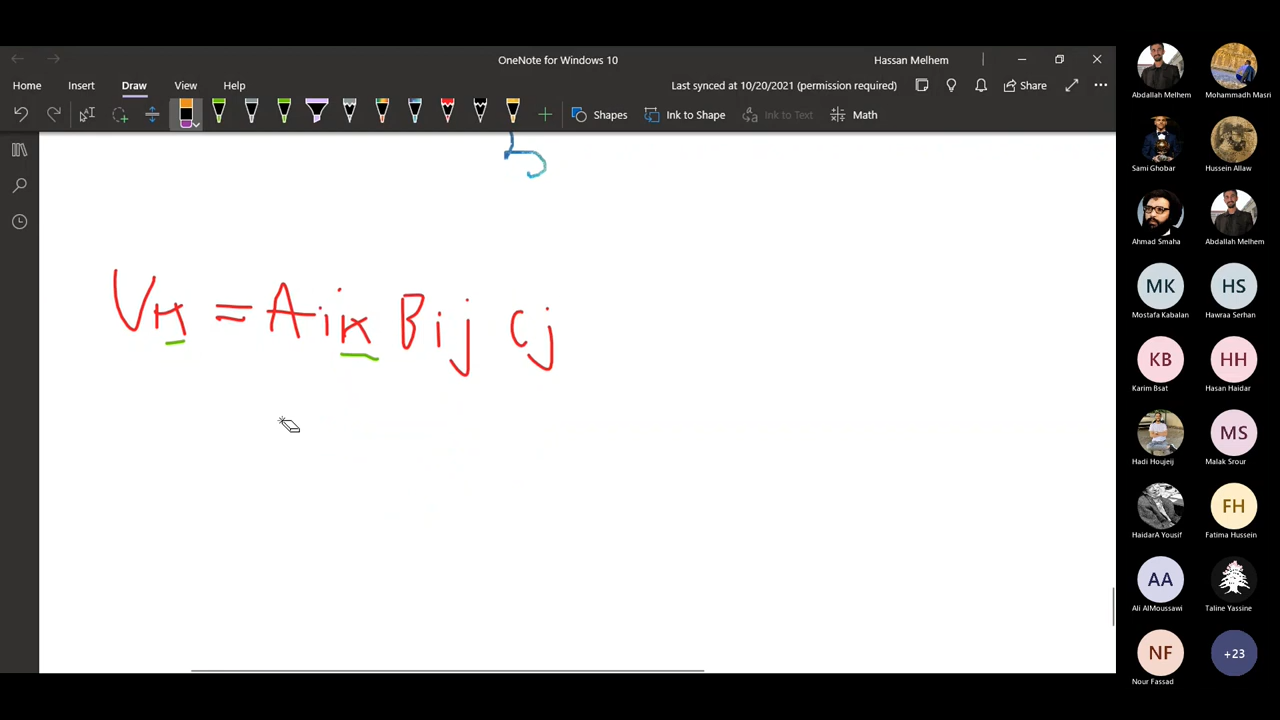 OneNote for Windows 10
Hassan Melhem
Home Insert Draw View Help
Last synced at 10/20/2021 (permission required)
Share
Shapes
Ink to Shape
Ink to Text
Math
Vk = Aik Bij Cj
Abdallah Melhem
Mohammadh Masri
Sami Ghobar
Hussein Allaw
Ahmad Smaha
Abdallah Melhem
MK HS
Mostafa Kabalan
Hawraa Serhan
KB HH
Karim Bsat
Hasan Haidar
MS
Hadi Houjeij
Malak Srour
FH
HaidarA Yousif
Fatima Hussein
AA
Ali AlMoussawi
Taline Yassine
NF +23
Nour Fassad